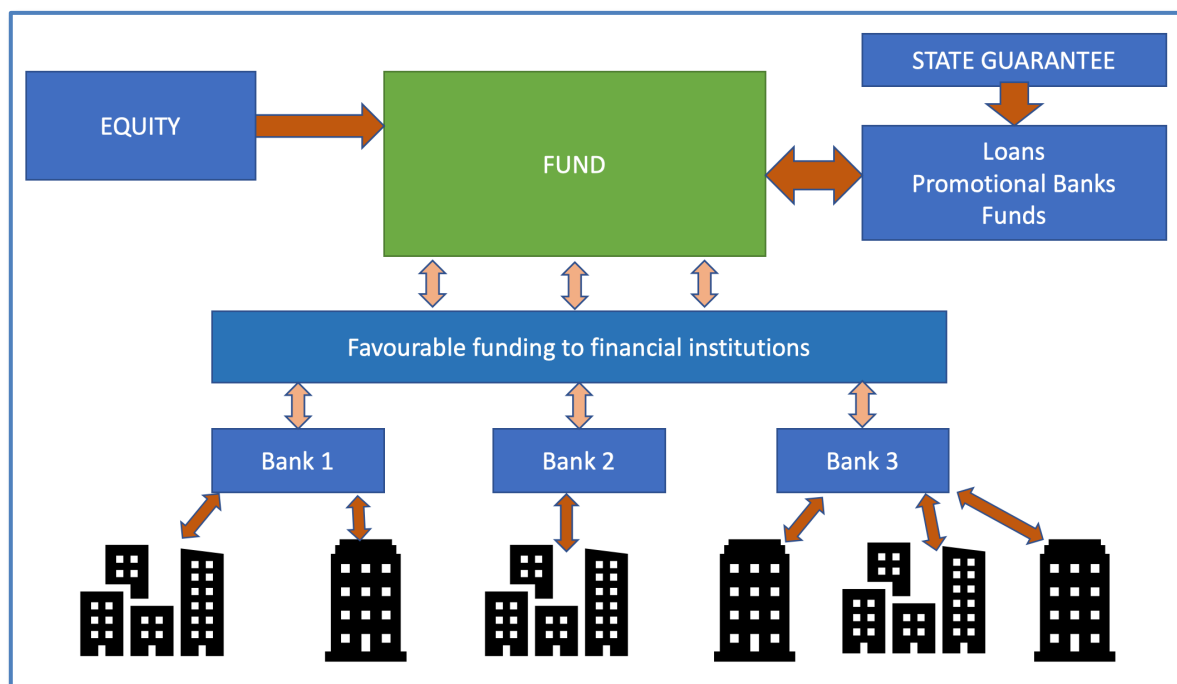 STATE GUARANTEE
EQUITY
FUND
Loans
Promotional Banks
Funds
Favourable funding to financial institutions
Bank 1
Bank 2
Bank 3